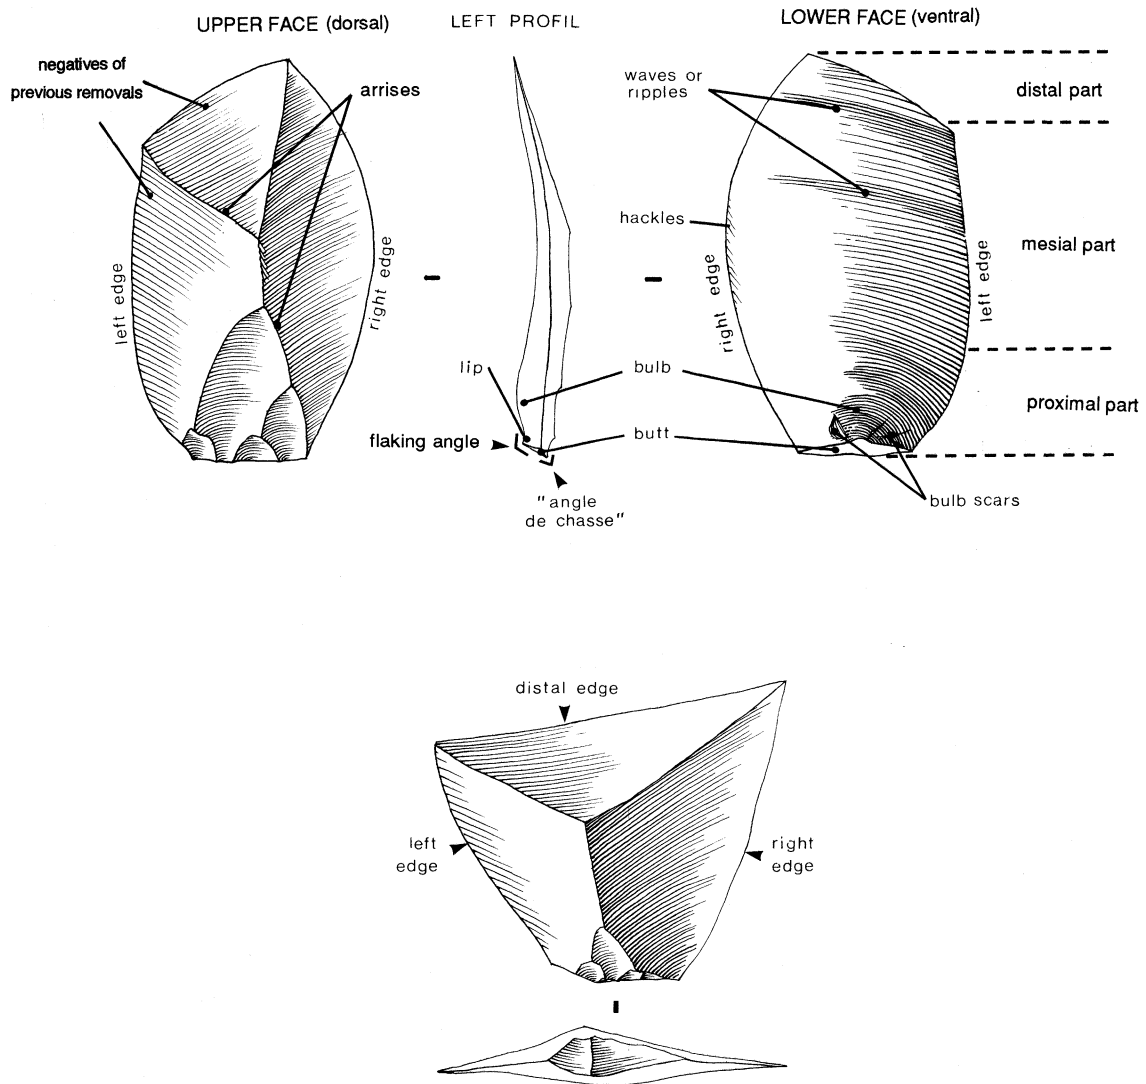 UPPER FACE (dorsal)
LEFT PROFIL
LOWER FACE (ventral)
negatives of
previous removals
arrises
waves or
ripples
distal part
hackles
mesial part
left edge
right edge
right edge
left edge
lip
bulb
proximal part
flaking angle
butt
"angle
de chasse"
bulb scars
distal edge
left
edge
right
edge